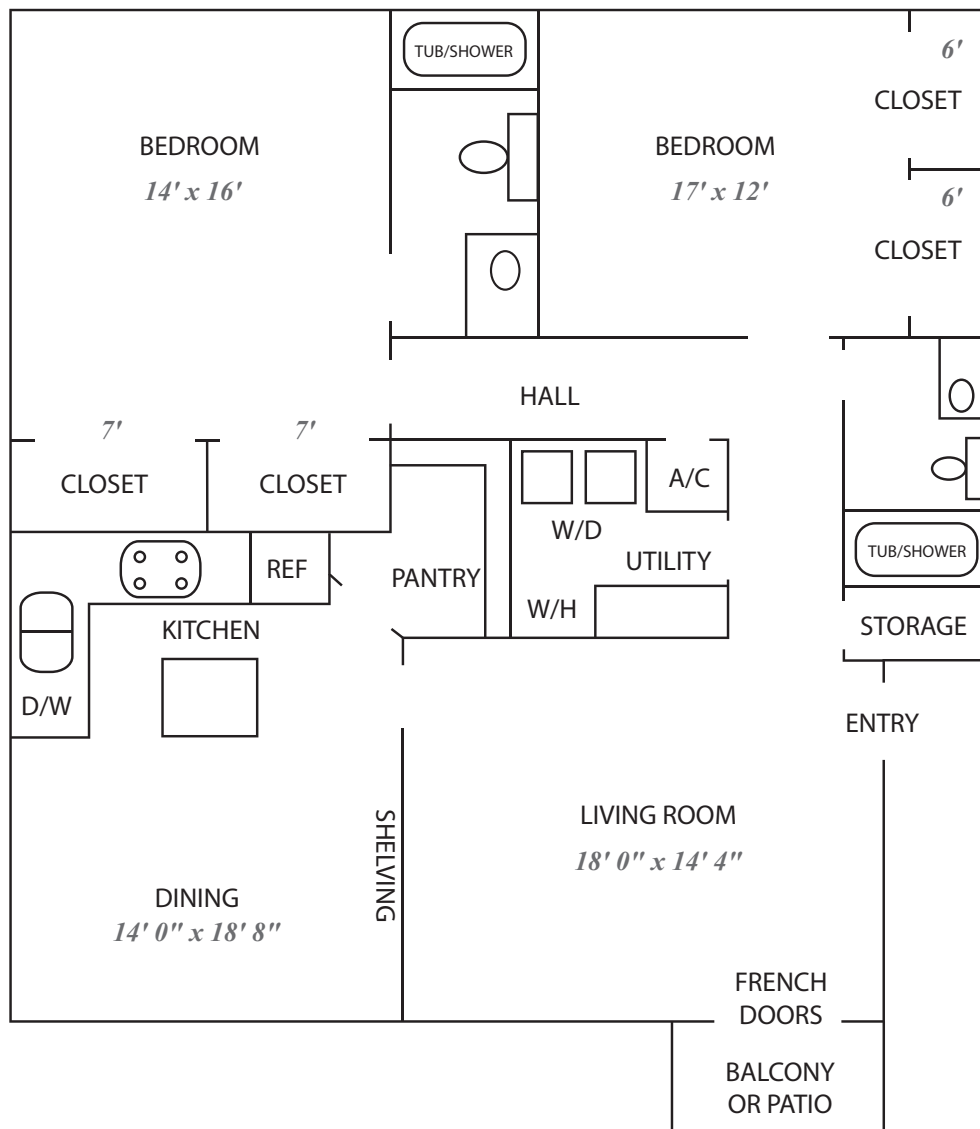 TUB/SHOWER
6'
CLOSET
BEDROOM
14' x 16'
BEDROOM
17' x 12'
6'
CLOSET
HALL
7'
7'
CLOSET
CLOSET
A/C
W/D
TUB/SHOWER
REF
PANTRY
UTILITY
W/H
KITCHEN
STORAGE
D/W
ENTRY
SHELVING
LIVING ROOM
18' 0" x 14' 4"
DINING
14' 0" x 18' 8"
FRENCH
DOORS
BALCONY
OR PATIO